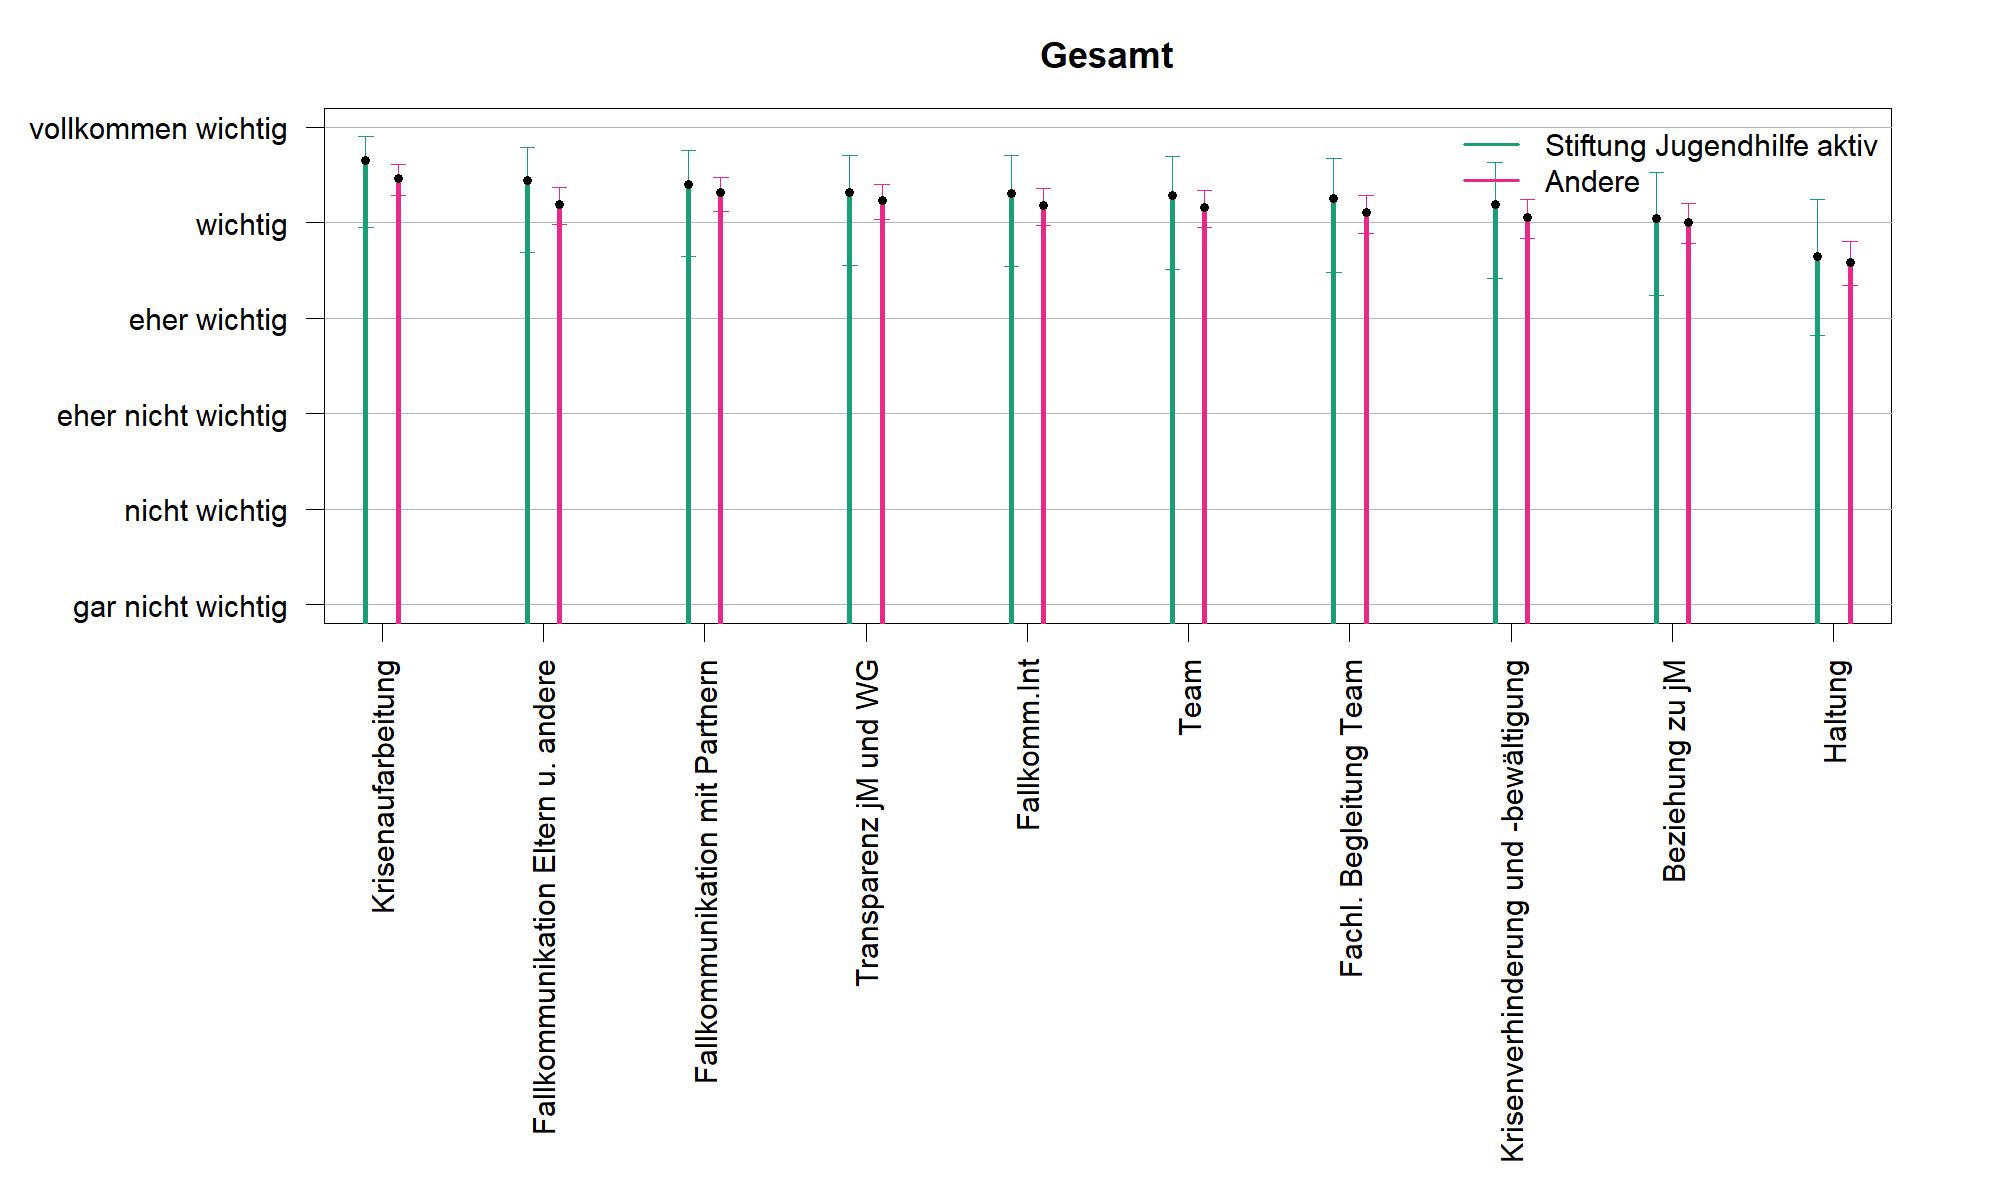 Gesamt
vollkommen wichtig
wichtig
eher wichtig
eher nicht wichtig
nicht wichtig
gar nicht wichtig
Stiftung Jugendhilfe aktiv
Andere
Krisenaufarbeitung
Fallkommunikation Eltern u. andere
Fallkommunikation mit Partnern
Transparenz jM und WG
Fallkomm.Int
Team
Fachl. Begleitung Team
Krisenverhinderung und -bewältigung
Beziehung zu jM
Haltung